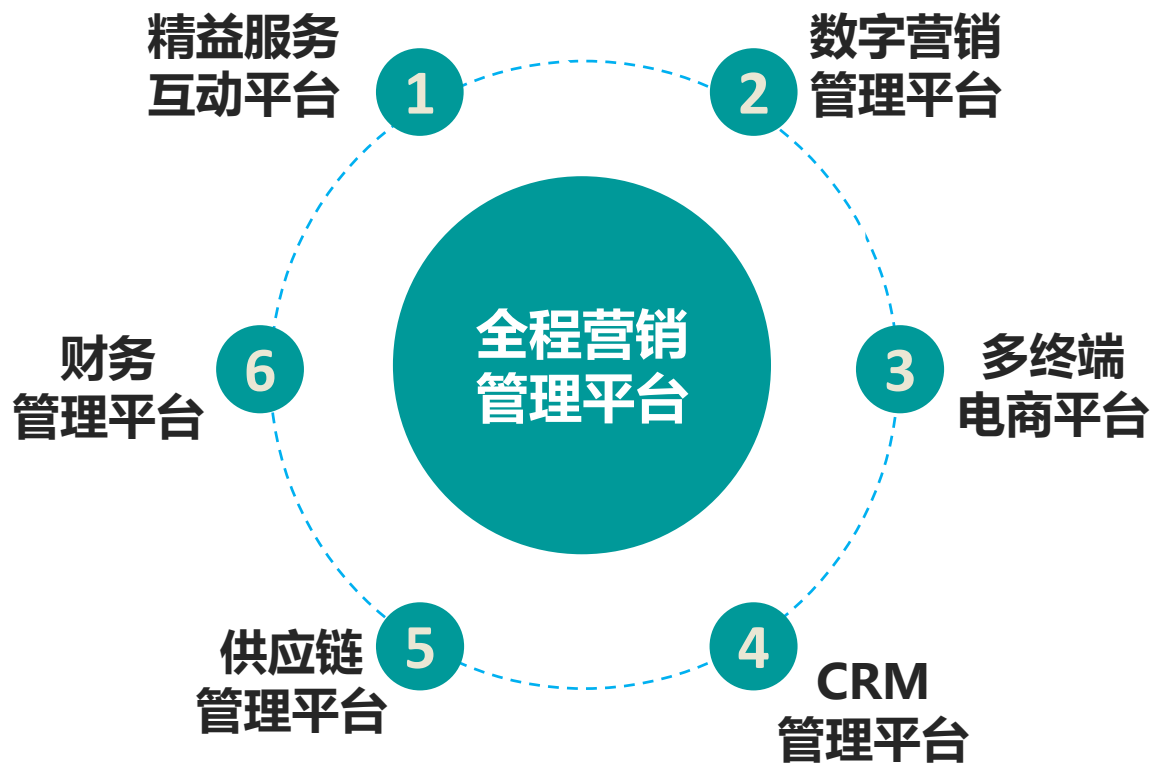 精益服务
互动平台
1
2
数字营销
管理平台
全程营销
管理平台
3
多终端
电商平台
4
CRM
管理平台
5
供应链
管理平台
6
财务
管理平台